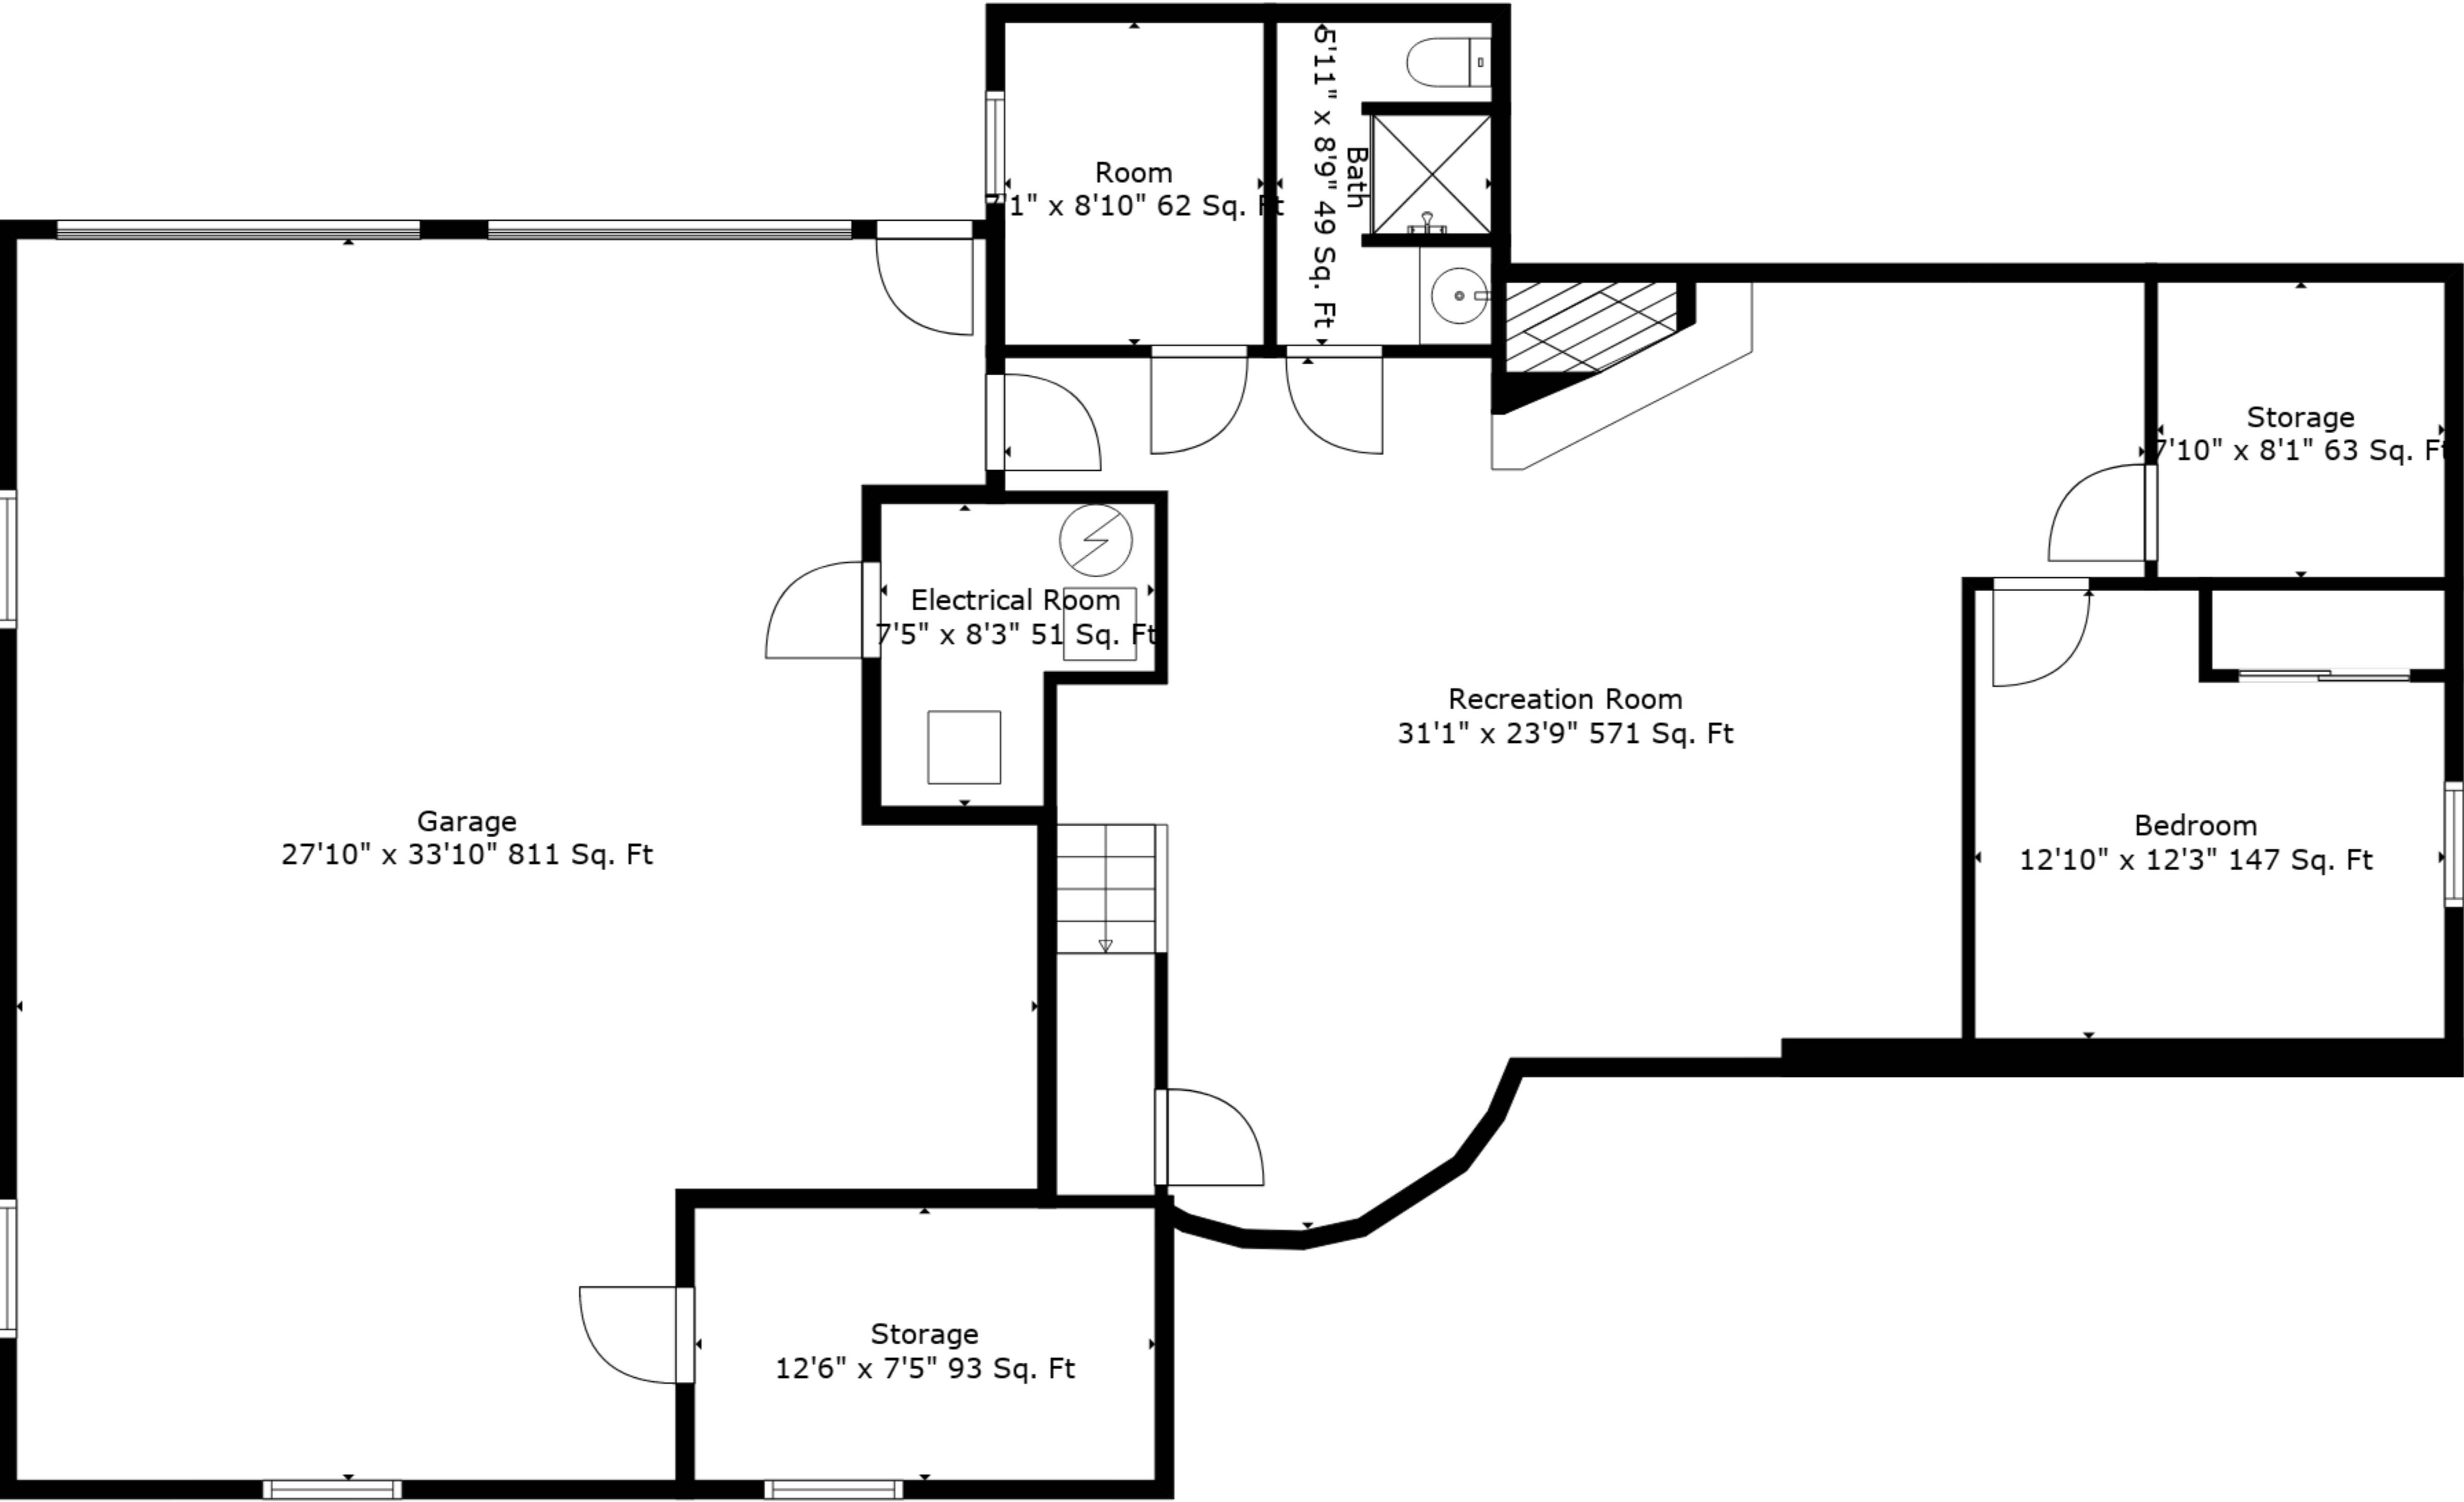 Room
7'1" x 8'10" 62 Sq. Ft
Bath
5'11" x 8'9" 49 Sq. Ft
Storage
7'10" x 8'1" 63 Sq. Ft
Electrical Room
7'5" x 8'3" 51 Sq. Ft
Recreation Room
31'1" x 23'9" 571 Sq. Ft
Garage
27'10" x 33'10" 811 Sq. Ft
Bedroom
12'10" x 12'3" 147 Sq. Ft
Storage
12'6" x 7'5" 93 Sq. Ft